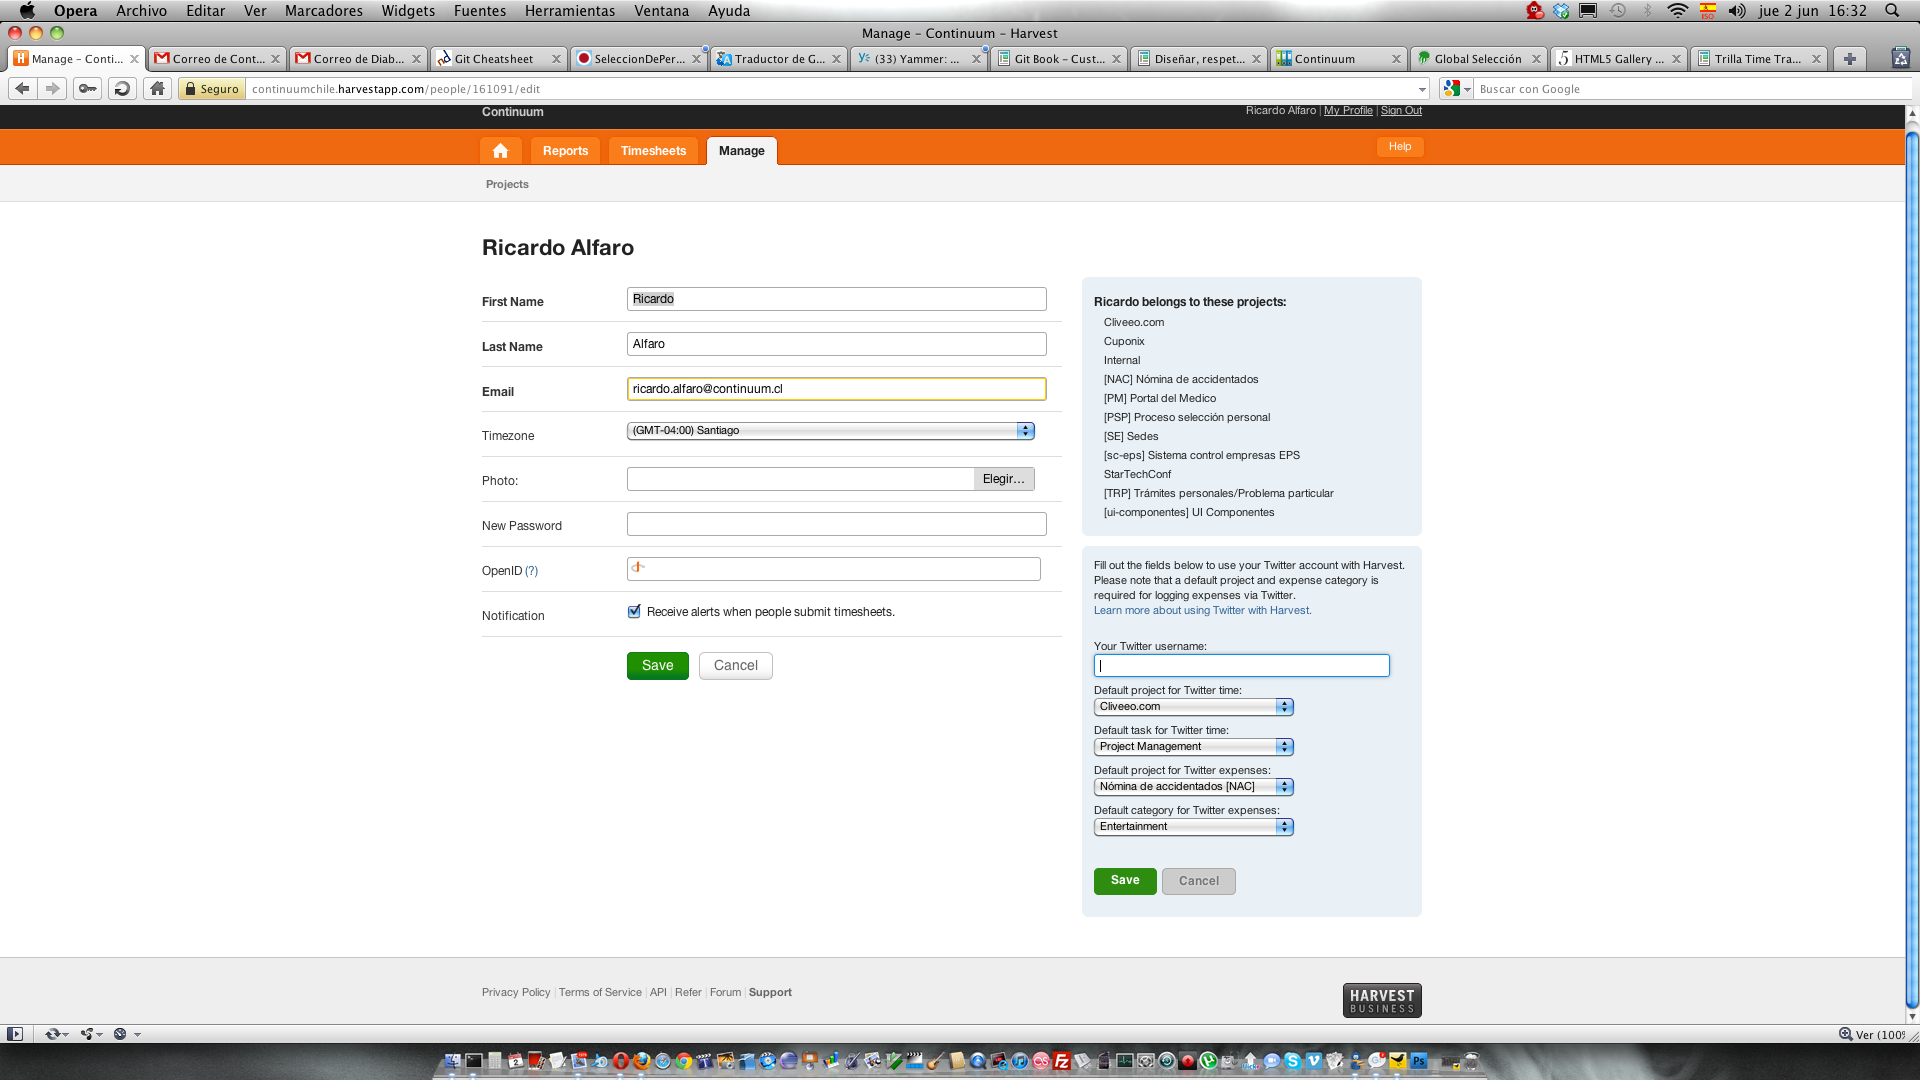 Opera Archivo Editar Ver Marcadores Widgets Fuentes Herramientas Ventana Ayuda
ISO jue 2 jun 16:32
Manage – Continuum – Harvest
Manage – Conti...
Correo de Cont...
Correo de Diab...
Git Cheatsheet
SeleccionDePer...
Traductor de G...
(33) Yammer: ...
Git Book – Cust...
Diseñar, respet...
Continuum
Global Selección
HTML5 Gallery ...
Trilla Time Tra...
Seguro continuumchile.harvestapp.com/people/161091/edit
Buscar con Google
Continuum
Ricardo Alfaro | My Profile | Sign Out
Reports Timesheets Manage
Help
Projects
Ricardo Alfaro
First Name Ricardo
Last Name Alfaro
Email ricardo.alfaro@continuum.cl
Timezone (GMT-04:00) Santiago
Photo: Elegir...
New Password
OpenID (?)
Notification Receive alerts when people submit timesheets.
Save Cancel
Ricardo belongs to these projects:
Cliveeo.com
Cuponix
Internal
[NAC] Nómina de accidentados
[PM] Portal del Medico
[PSP] Proceso selección personal
[SE] Sedes
[sc-eps] Sistema control empresas EPS
StarTechConf
[TRP] Trámites personales/Problema particular
[ui-componentes] UI Componentes
Fill out the fields below to use your Twitter account with Harvest.
Please note that a default project and expense category is
required for logging expenses via Twitter.
Learn more about using Twitter with Harvest.
Your Twitter username:
Default project for Twitter time:
Cliveeo.com
Default task for Twitter time:
Project Management
Default project for Twitter expenses:
Nómina de accidentados [NAC]
Default category for Twitter expenses:
Entertainment
Save Cancel
Privacy Policy | Terms of Service | API | Refer | Forum | Support
HARVEST
BUSINESS
Ver (100%